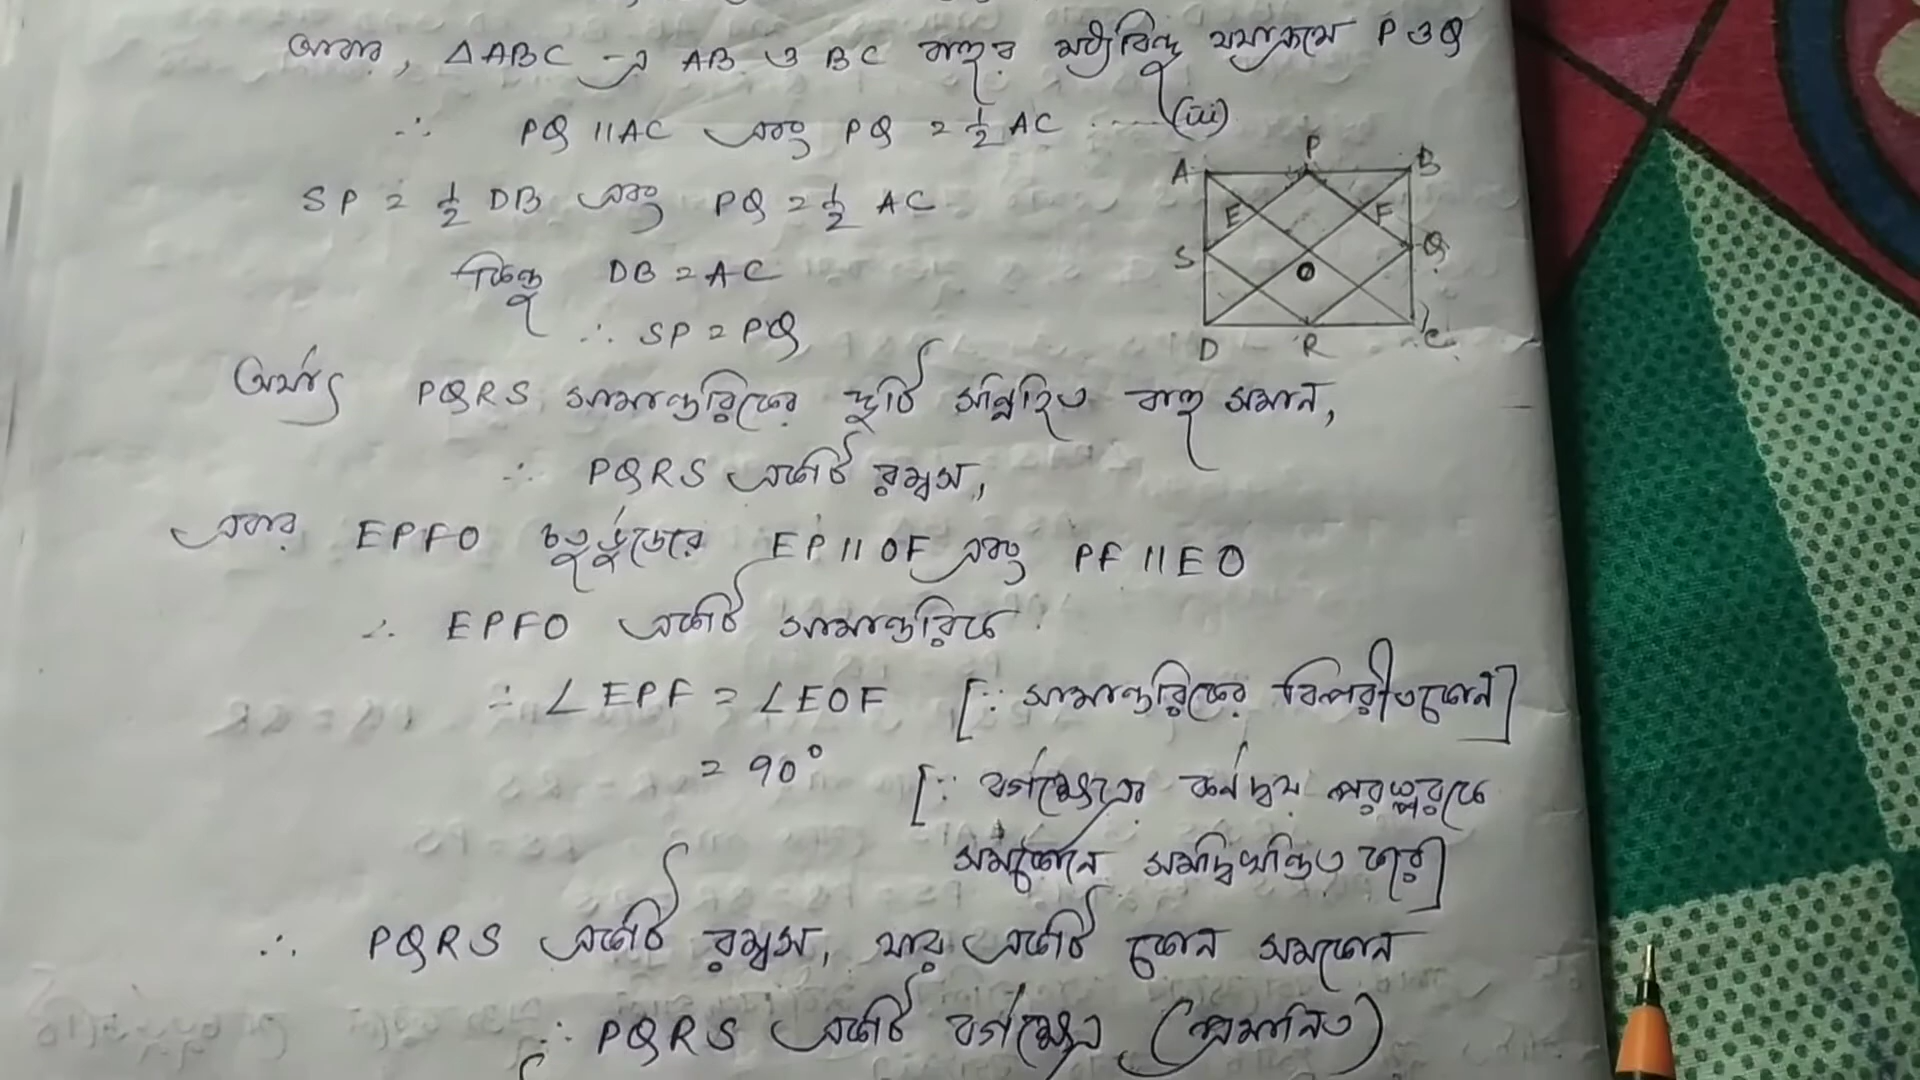 আবার, △ABC -এ AB ও BC বাহুর মধ্যবিন্দু যথাক্রমে P ও Q
∴ PQ || AC এবং PQ = ½ AC ----- (iii)
SP = ½ DB এবং PQ = ½ AC
কিন্তু DB = AC
∴ SP = PQ
A P B
E F
S O Q
D R C
অর্থাৎ PQRS সামান্তরিকের দুটি সন্নিহিত বাহু সমান,
∴ PQRS একটি রম্বস,
এবার EPFO চতুর্ভুজের EP || OF এবং PF || EO
∴ EPFO একটি সামান্তরিক
∴ ∠EPF = ∠EOF [∵ সামান্তরিকের বিপরীত কোন]
= 90° [∵ বর্গক্ষেত্রের কর্নদ্বয় পরস্পরকে
সমকোনে সমদ্বিখন্ডিত করে]
∴ PQRS একটি রম্বস, যার একটি কোন সমকোন
∴ PQRS একটি বর্গক্ষেত্র (প্রমানিত)